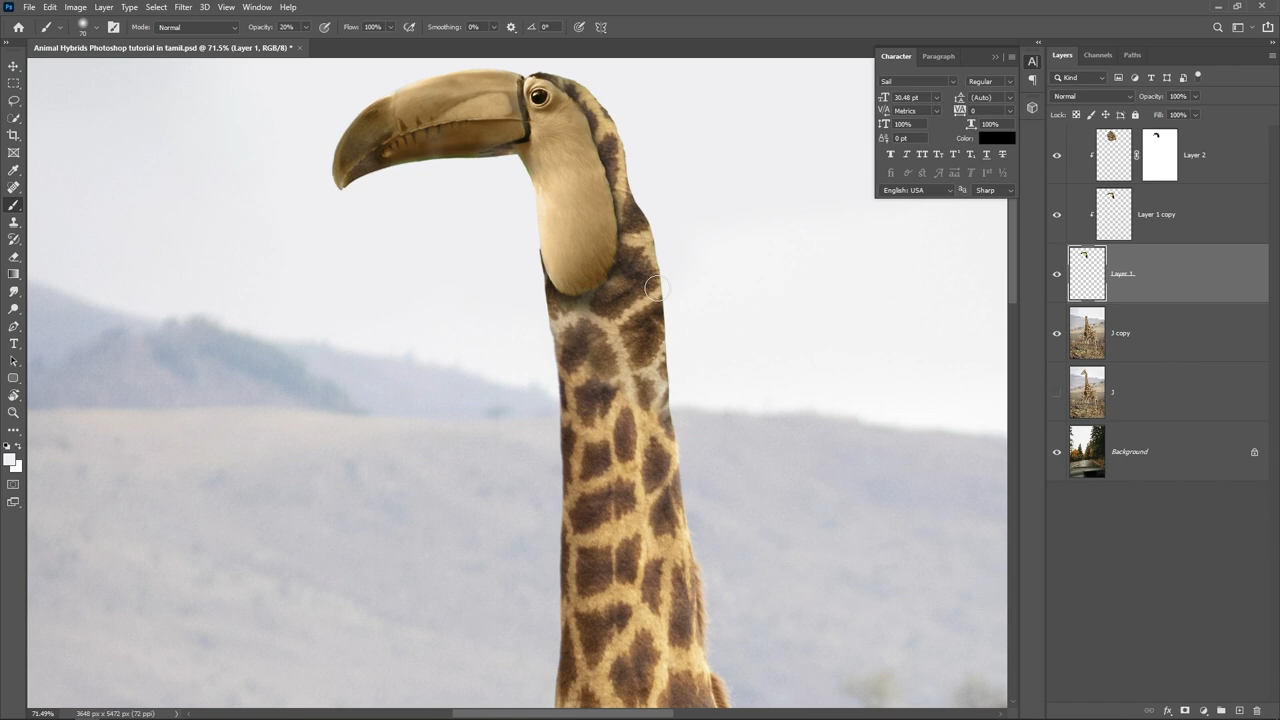 Ps File Edit Image Layer Type Select Filter 3D View Window Help
70 Mode: Normal Opacity: 20% Flow: 100% Smoothing: 0% 0°
Animal Hybrids Photoshop tutorial in tamil.psd @ 71.5% (Layer 1, RGB/8) *
Character Paragraph
Sail Regular
30.48 pt (Auto)
Metrics 0
100% 100%
0 pt Color:
English: USA Sharp
Layers Channels Paths
Kind
Normal Opacity: 100%
Lock: Fill: 100%
Layer 2
Layer 1 copy
Layer 1
J copy
J
Background
71.49% 3648 px x 5472 px (72 ppi)